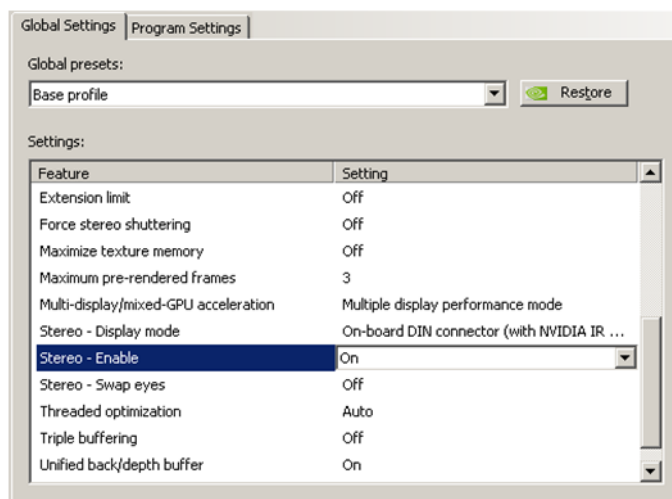 Global Settings Program Settings
Global presets:
Base profile Restore
Settings:
Feature Setting
Extension limit Off
Force stereo shuttering Off
Maximize texture memory Off
Maximum pre-rendered frames 3
Multi-display/mixed-GPU acceleration Multiple display performance mode
Stereo - Display mode On-board DIN connector (with NVIDIA IR ...
Stereo - Enable On
Stereo - Swap eyes Off
Threaded optimization Auto
Triple buffering Off
Unified back/depth buffer On